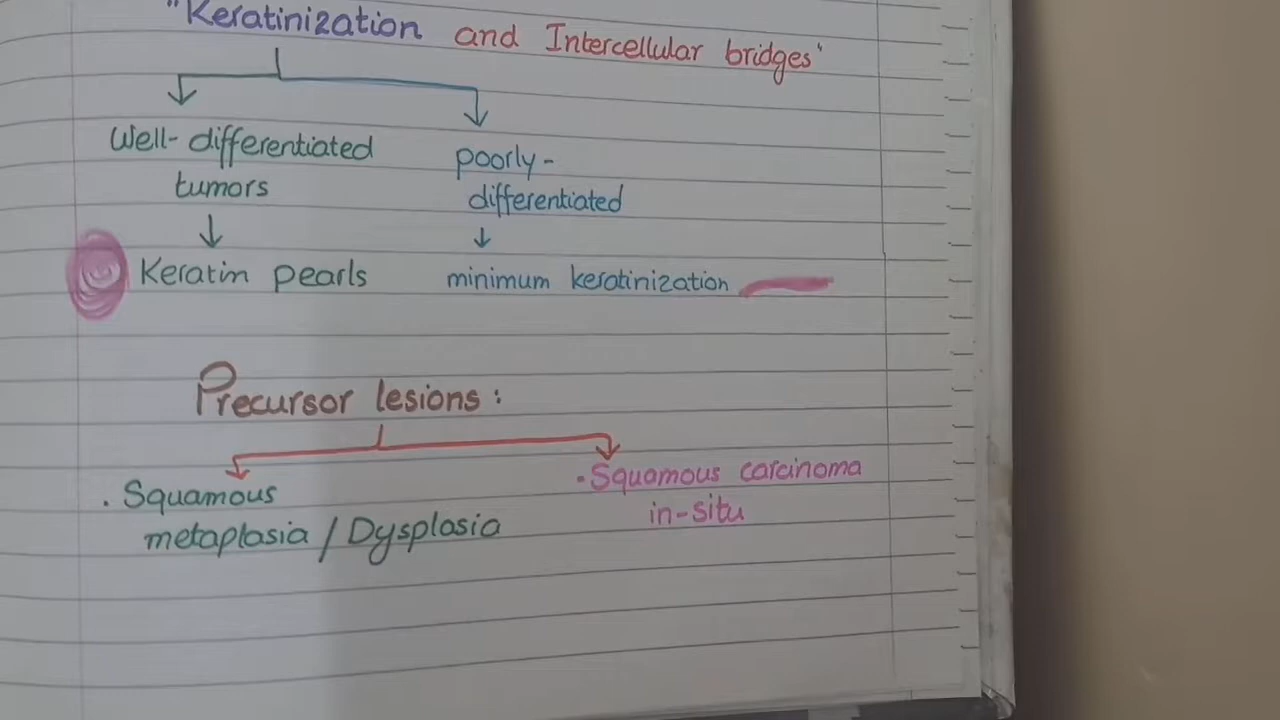 "Keratinization and Intercellular bridges"
Well-differentiated poorly-
tumors differentiated
Keratin pearls minimum keratinization
Precursor lesions:
. Squamous
metaplasia / Dysplasia
. Squamous carcinoma
in-situ